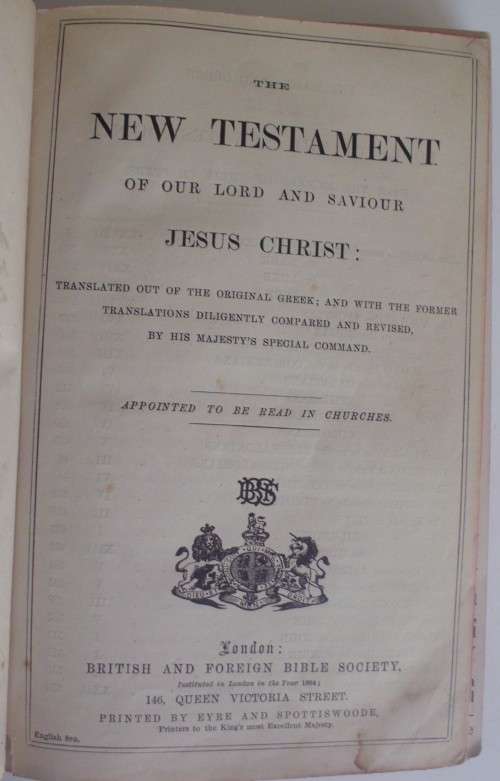 THE
NEW TESTAMENT
OF OUR LORD AND SAVIOUR
JESUS CHRIST:
TRANSLATED OUT OF THE ORIGINAL GREEK; AND WITH THE FORMER
TRANSLATIONS DILIGENTLY COMPARED AND REVISED,
BY HIS MAJESTY'S SPECIAL COMMAND.
APPOINTED TO BE READ IN CHURCHES.
London:
BRITISH AND FOREIGN BIBLE SOCIETY,
Instituted in London in the Year 1804;
146, QUEEN VICTORIA STREET.
PRINTED BY EYRE AND SPOTTISWOODE,
Printers to the King's most Excellent Majesty.
English 8vo.